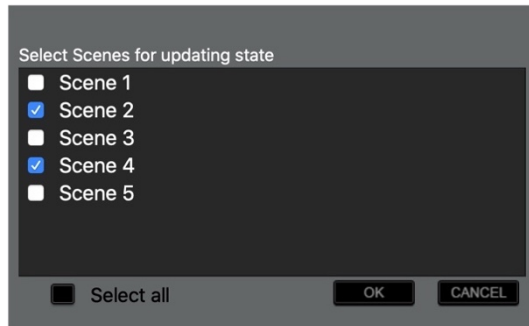 Select Scenes for updating state
Scene 1
Scene 2
Scene 3
Scene 4
Scene 5
Select all
OK
CANCEL